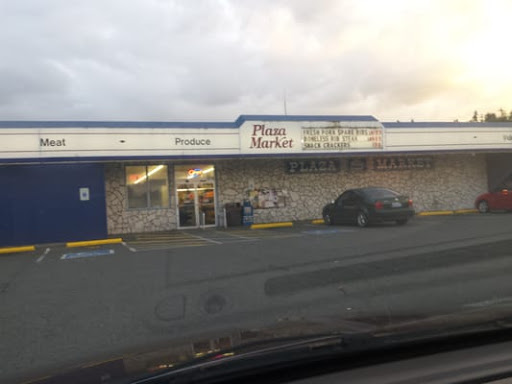 Meat
Produce
Plaza
Market
FRESH PORK SPARE RIBS
BONELESS RIB STEAK
SNACK CRACKERS
PLAZA MARKET